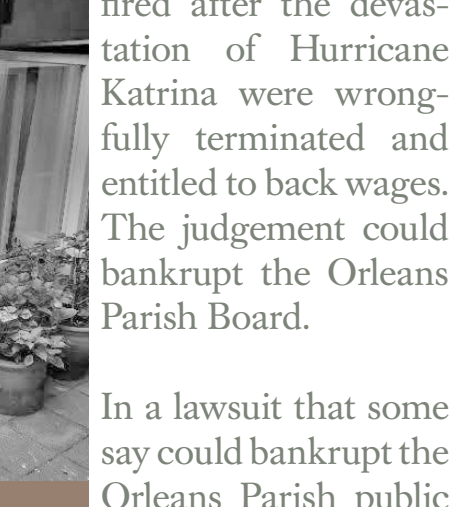 fired after the devas-
tation of Hurricane
Katrina were wrong-
fully terminated and
entitled to back wages.
The judgement could
bankrupt the Orleans
Parish Board.
In a lawsuit that some
say could bankrupt the
Orleans Parish public